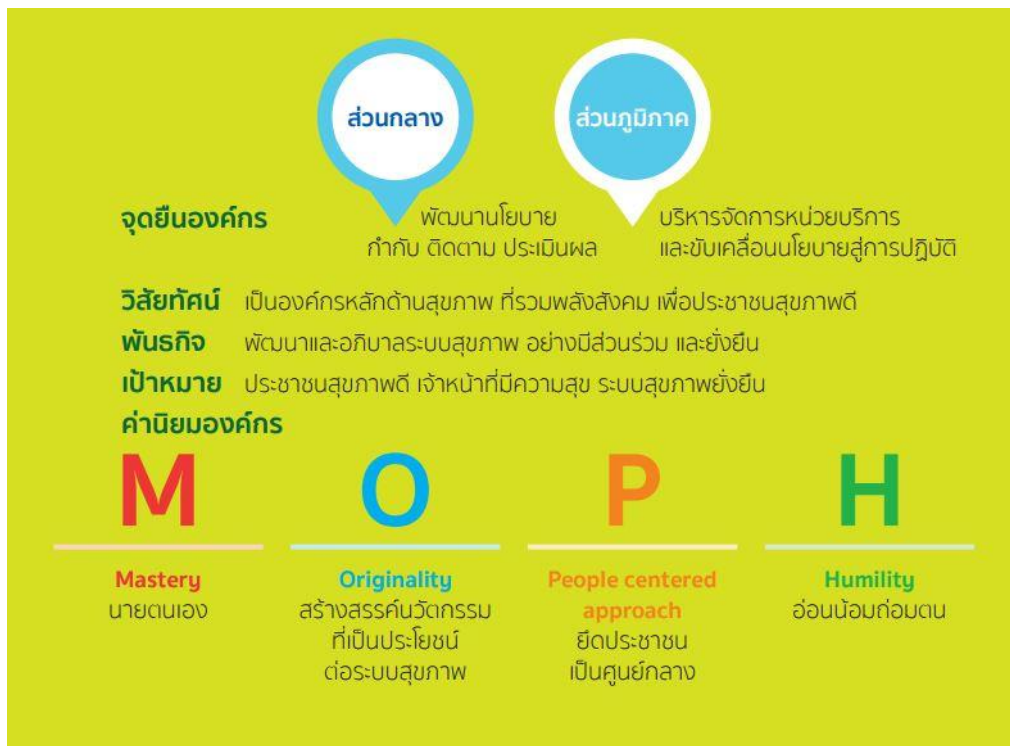 ส่วนกลาง
ส่วนภูมิภาค
จุดยืนองค์กร
พัฒนานโยบาย
กำกับ ติดตาม ประเมินผล
บริหารจัดการหน่วยบริการ
และขับเคลื่อนนโยบายสู่การปฏิบัติ
วิสัยทัศน์ เป็นองค์กรหลักด้านสุขภาพ ที่รวมพลังสังคม เพื่อประชาชนสุขภาพดี
พันธกิจ พัฒนาและอภิบาลระบบสุขภาพ อย่างมีส่วนร่วม และยั่งยืน
เป้าหมาย ประชาชนสุขภาพดี เจ้าหน้าที่มีความสุข ระบบสุขภาพยั่งยืน
ค่านิยมองค์กร
M
Mastery
นายตนเอง
O
Originality
สร้างสรรค์นวัตกรรม
ที่เป็นประโยชน์
ต่อระบบสุขภาพ
P
People centered
approach
ยึดประชาชน
เป็นศูนย์กลาง
H
Humility
อ่อนน้อมถ่อมตน